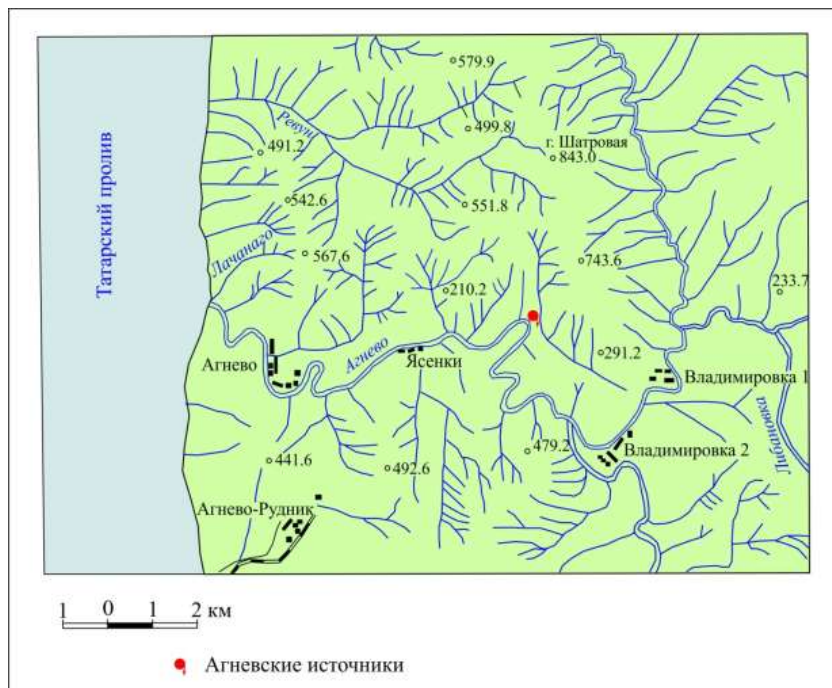 579.9
Ревун
499.8
г. Шатровая
491.2
843.0
Татарский пролив
542.6
551.8
Лачанаго
567.6
743.6
233.7
210.2
Агнево
Агнево
Ясенки
291.2
Владимировка 1
Либановка
479.2
Владимировка 2
441.6
492.6
Агнево-Рудник
1 0 1 2 км
Агневские источники